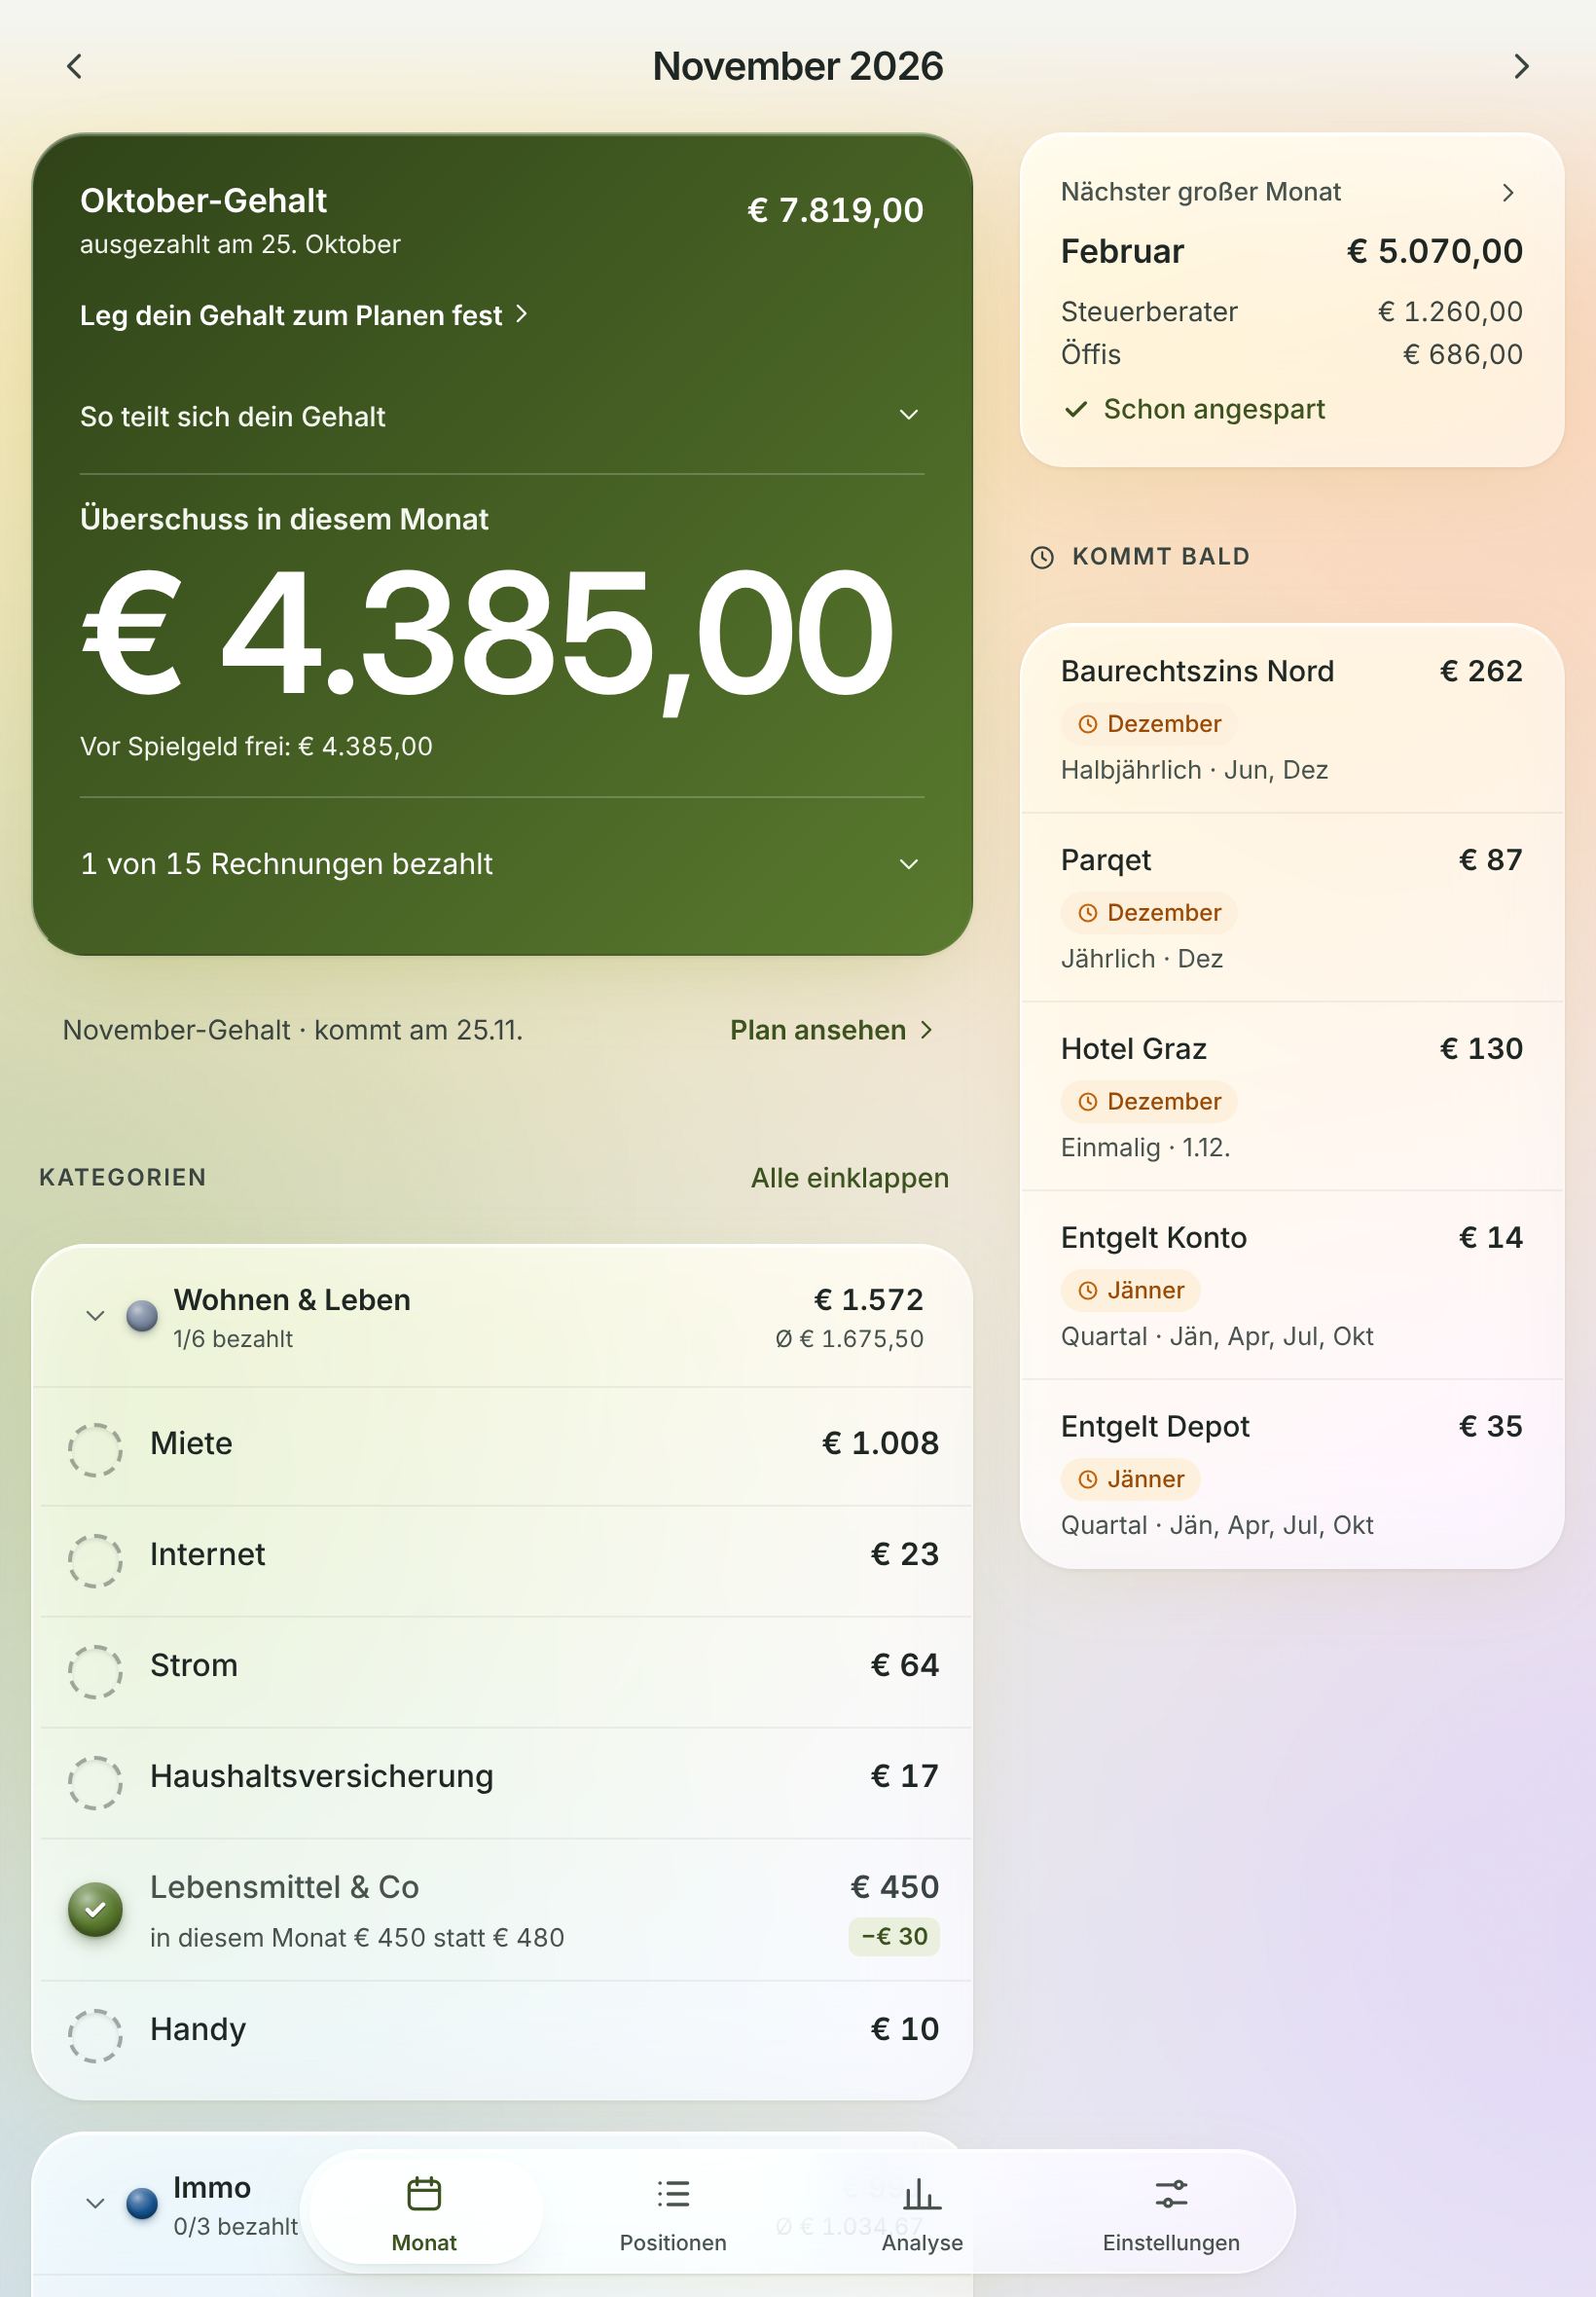 November 2026
Oktober-Gehalt
€ 7.819,00
ausgezahlt am 25. Oktober
Leg dein Gehalt zum Planen fest
So teilt sich dein Gehalt
Überschuss in diesem Monat
€ 4.385,00
Vor Spielgeld frei: € 4.385,00
1 von 15 Rechnungen bezahlt
November-Gehalt · kommt am 25.11.
Plan ansehen
KATEGORIEN
Alle einklappen
Wohnen & Leben
€ 1.572
1/6 bezahlt
Ø € 1.675,50
Miete
€ 1.008
Internet
€ 23
Strom
€ 64
Haushaltsversicherung
€ 17
Lebensmittel & Co
€ 450
in diesem Monat € 450 statt € 480
−€ 30
Handy
€ 10
Immo
0/3 bezahlt
Ø € 1.034,67
Nächster großer Monat
Februar
€ 5.070,00
Steuerberater
€ 1.260,00
Öffis
€ 686,00
Schon angespart
KOMMT BALD
Baurechtszins Nord
€ 262
Dezember
Halbjährlich · Jun, Dez
Parqet
€ 87
Dezember
Jährlich · Dez
Hotel Graz
€ 130
Dezember
Einmalig · 1.12.
Entgelt Konto
€ 14
Jänner
Quartal · Jän, Apr, Jul, Okt
Entgelt Depot
€ 35
Jänner
Quartal · Jän, Apr, Jul, Okt
Monat
Positionen
Analyse
Einstellungen